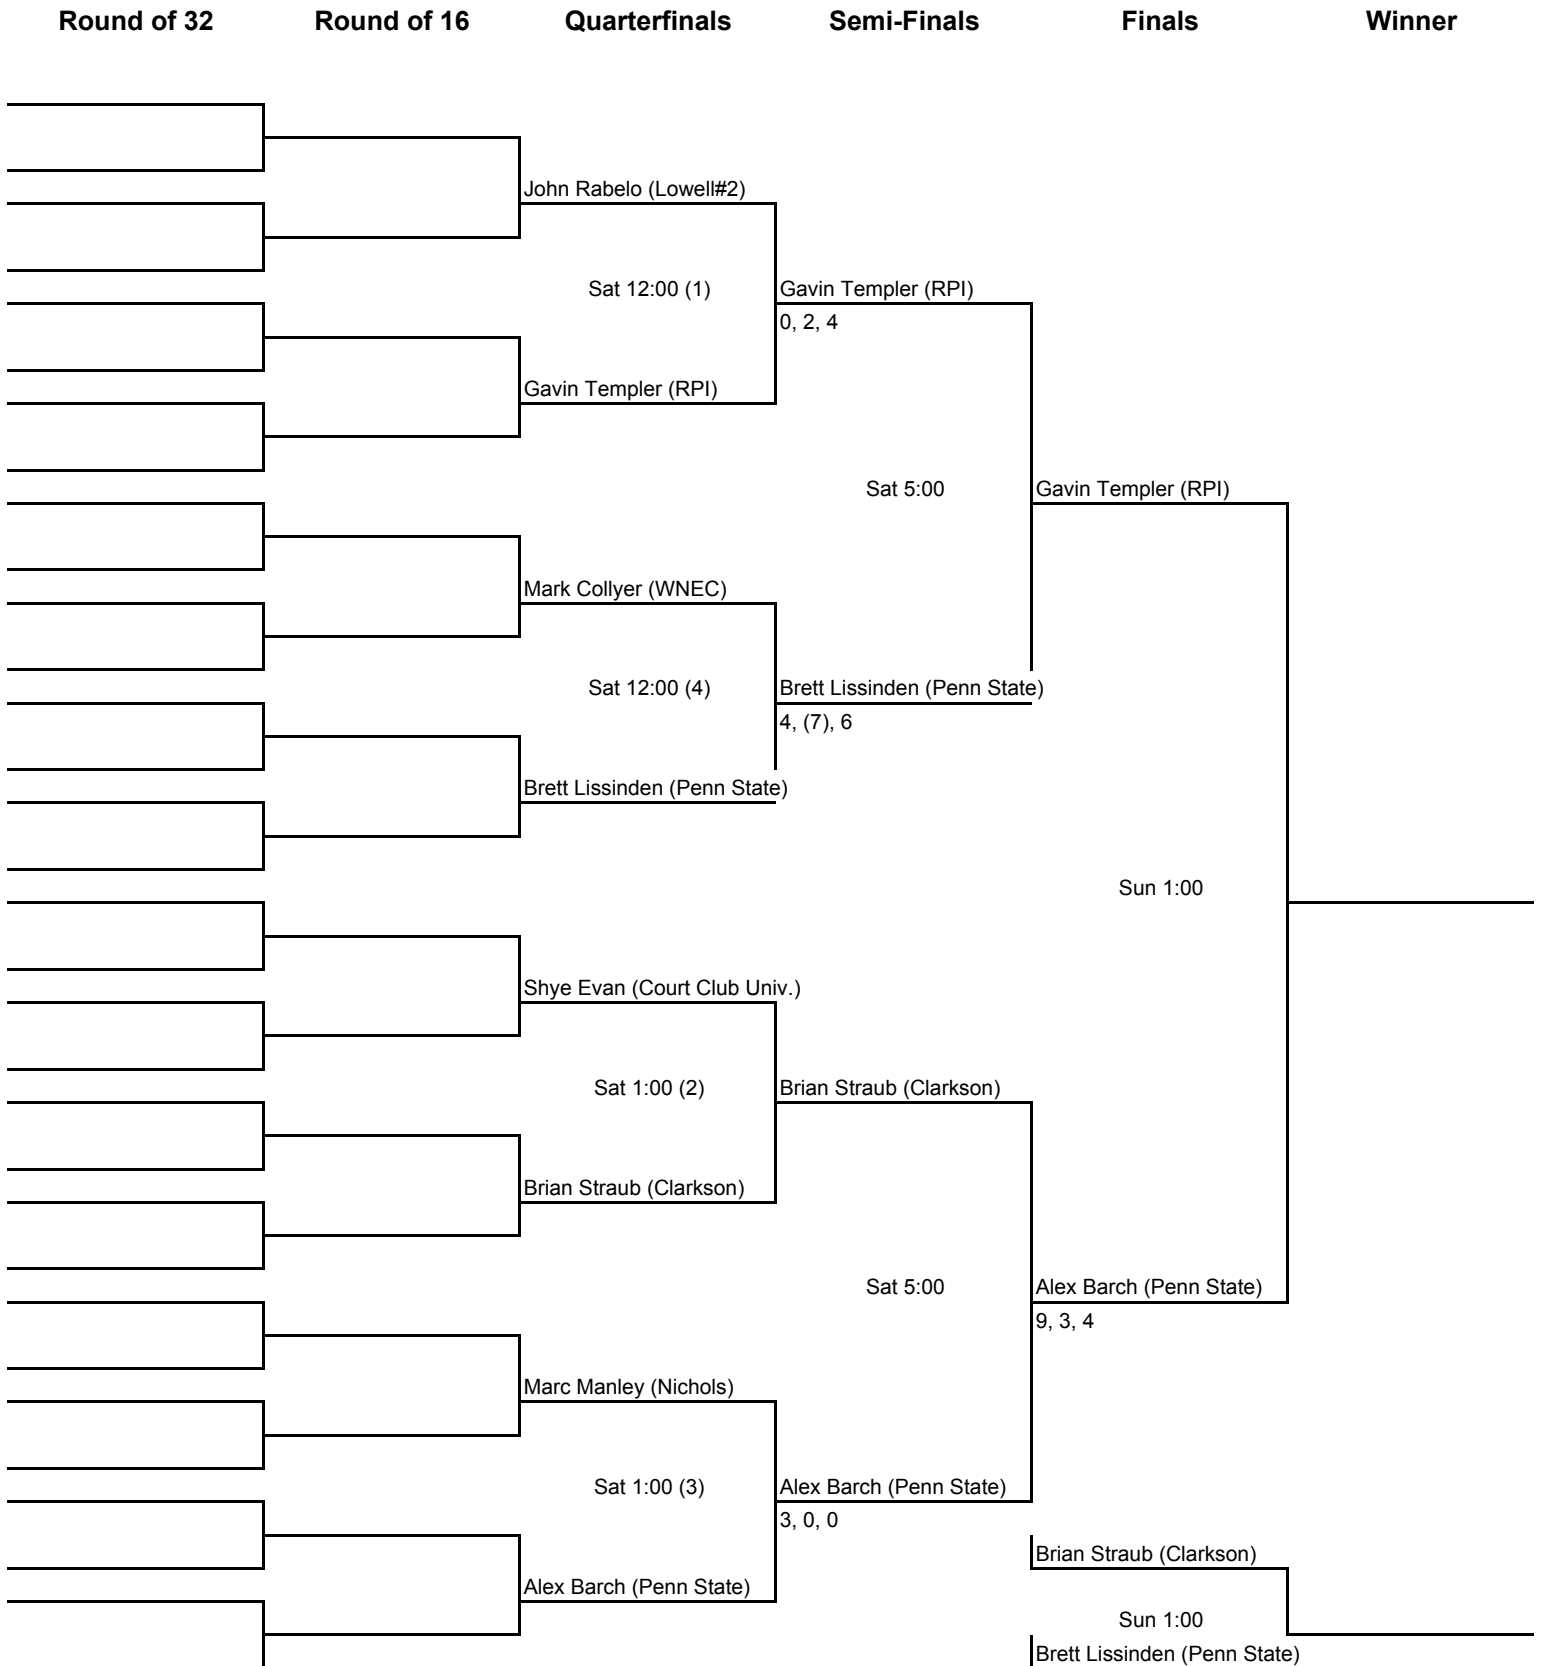 Round of 32 Round of 16 Quarterfinals Semi-Finals Finals Winner
John Rabelo (Lowell#2)
Sat 12:00 (1) Gavin Templer (RPI)
0, 2, 4
Gavin Templer (RPI)
Sat 5:00 Gavin Templer (RPI)
Mark Collyer (WNEC)
Sat 12:00 (4) Brett Lissinden (Penn State)
4, (7), 6
Brett Lissinden (Penn State)
Sun 1:00
Shye Evan (Court Club Univ.)
Sat 1:00 (2) Brian Straub (Clarkson)
Brian Straub (Clarkson)
Sat 5:00 Alex Barch (Penn State)
9, 3, 4
Marc Manley (Nichols)
Sat 1:00 (3) Alex Barch (Penn State)
3, 0, 0
Brian Straub (Clarkson)
Alex Barch (Penn State)
Sun 1:00
Brett Lissinden (Penn State)